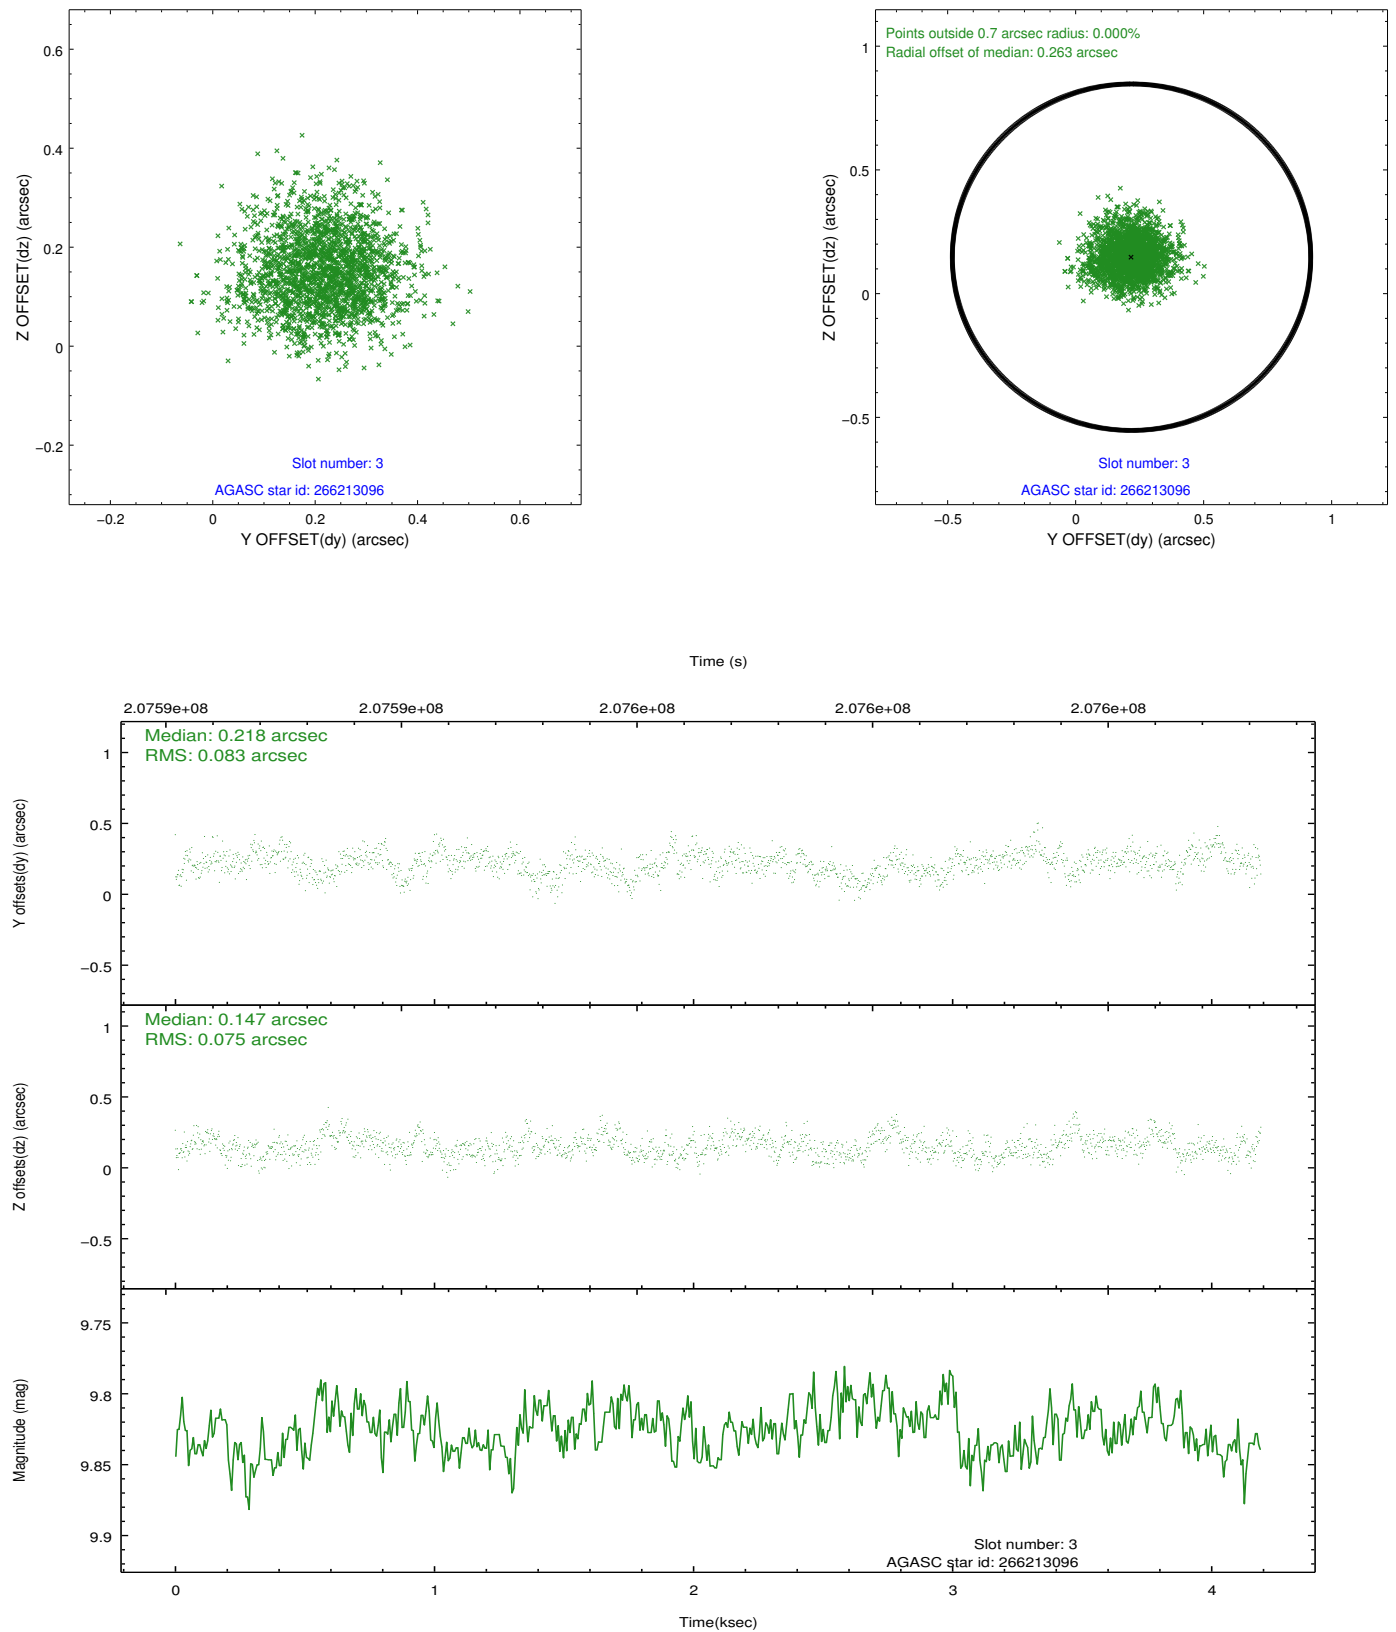 0.6
0.4
0.2
0
−0.2
Z OFFSET(dz) (arcsec)
Slot number: 3
AGASC star id: 266213096
−0.2 0 0.2 0.4 0.6
Y OFFSET(dy) (arcsec)
Points outside 0.7 arcsec radius: 0.000%
Radial offset of median: 0.263 arcsec
1
0.5
0
−0.5
Z OFFSET(dz) (arcsec)
Slot number: 3
AGASC star id: 266213096
−0.5 0 0.5 1
Y OFFSET(dy) (arcsec)
Time (s)
2.0759e+08 2.0759e+08 2.076e+08 2.076e+08 2.076e+08
Median: 0.218 arcsec
RMS: 0.083 arcsec
1
0.5
0
−0.5
Y offsets(dy) (arcsec)
Median: 0.147 arcsec
RMS: 0.075 arcsec
1
0.5
0
−0.5
Z offsets(dz) (arcsec)
9.75
9.8
9.85
9.9
Magnitude (mag)
Slot number: 3
AGASC star id: 266213096
0 1 2 3 4
Time(ksec)